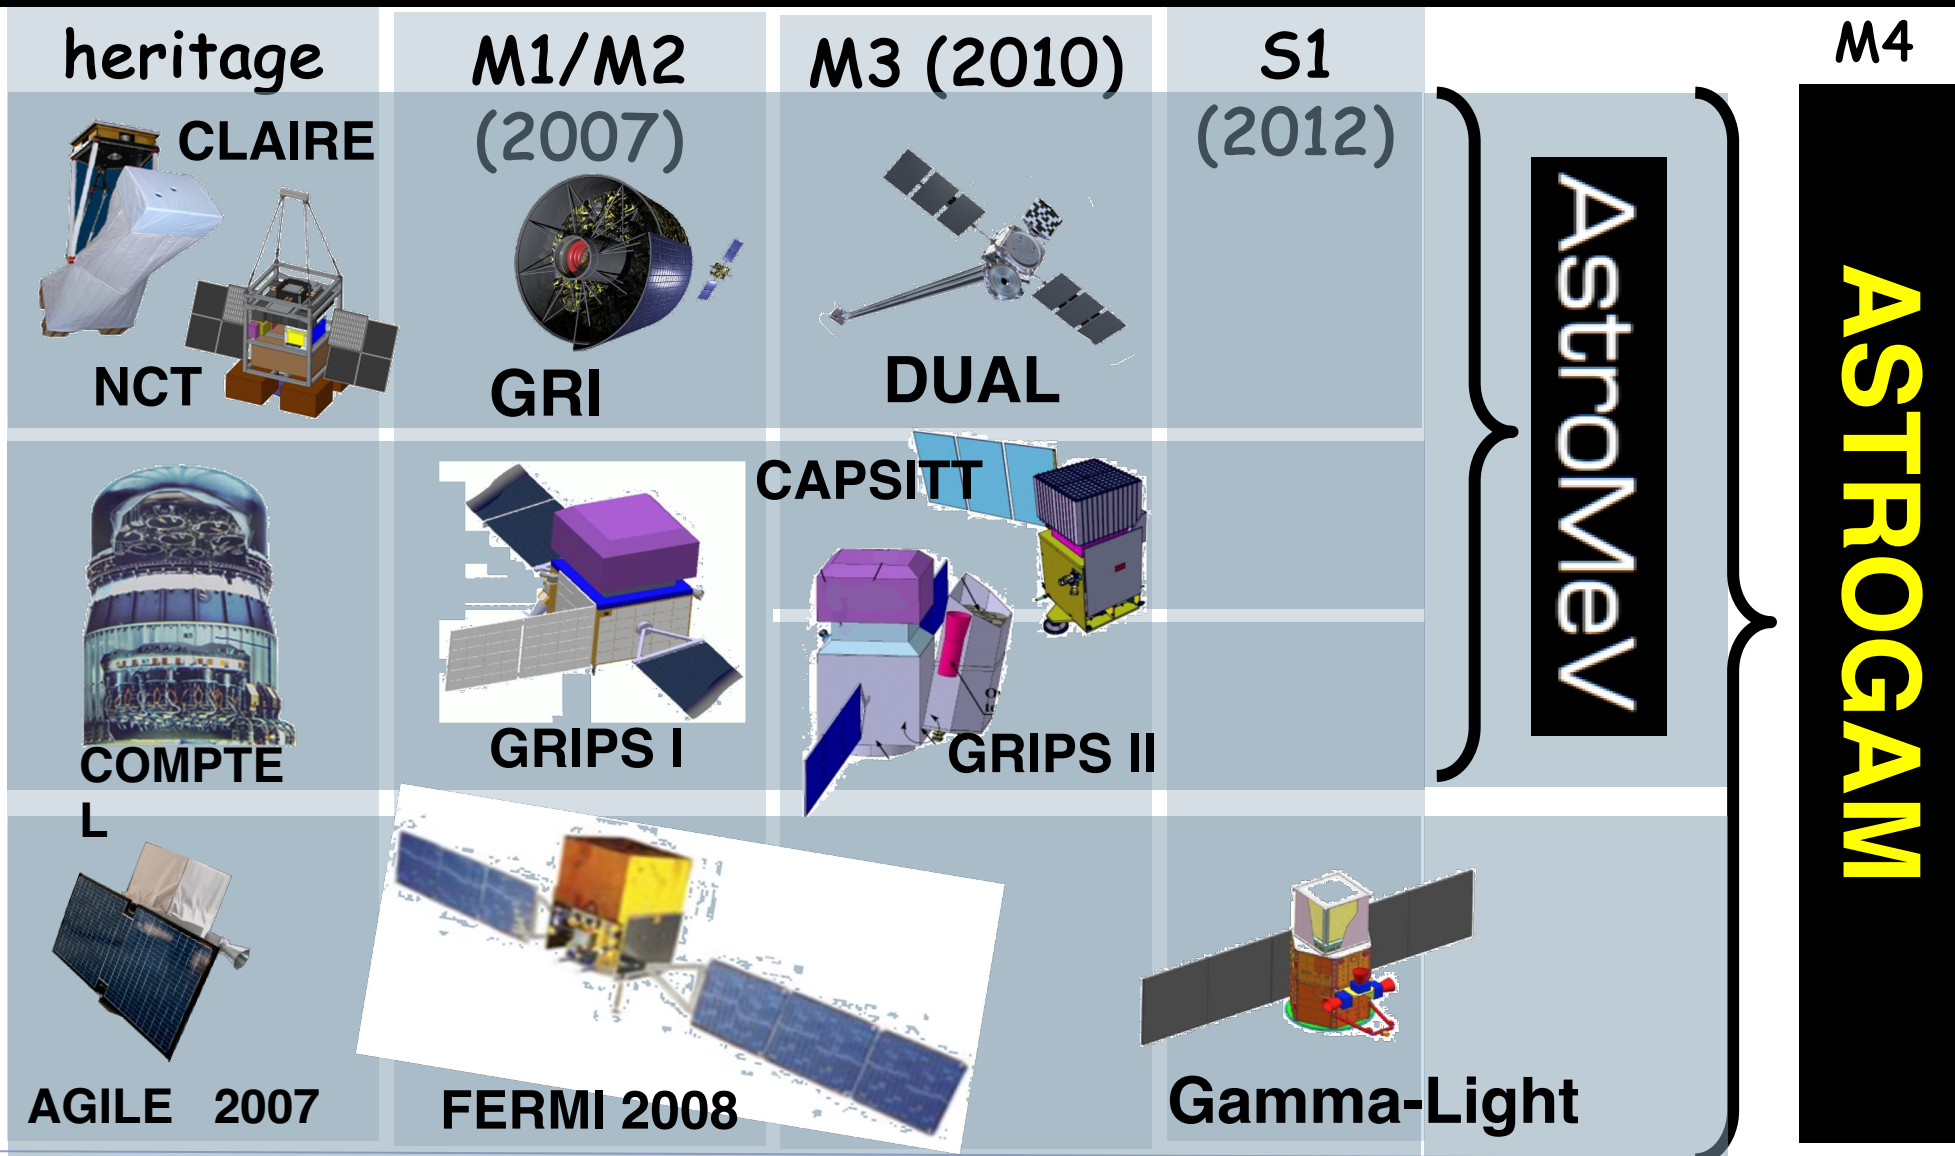 heritage
M1/M2
(2007)
M3 (2010)
S1
(2012)
M4
CLAIRE
NCT
GRI
DUAL
COMPTE
L
GRIPS I
CAPSITT
GRIPS II
AGILE 2007
FERMI 2008
Gamma-Light
AstroMeV
ASTROGAM